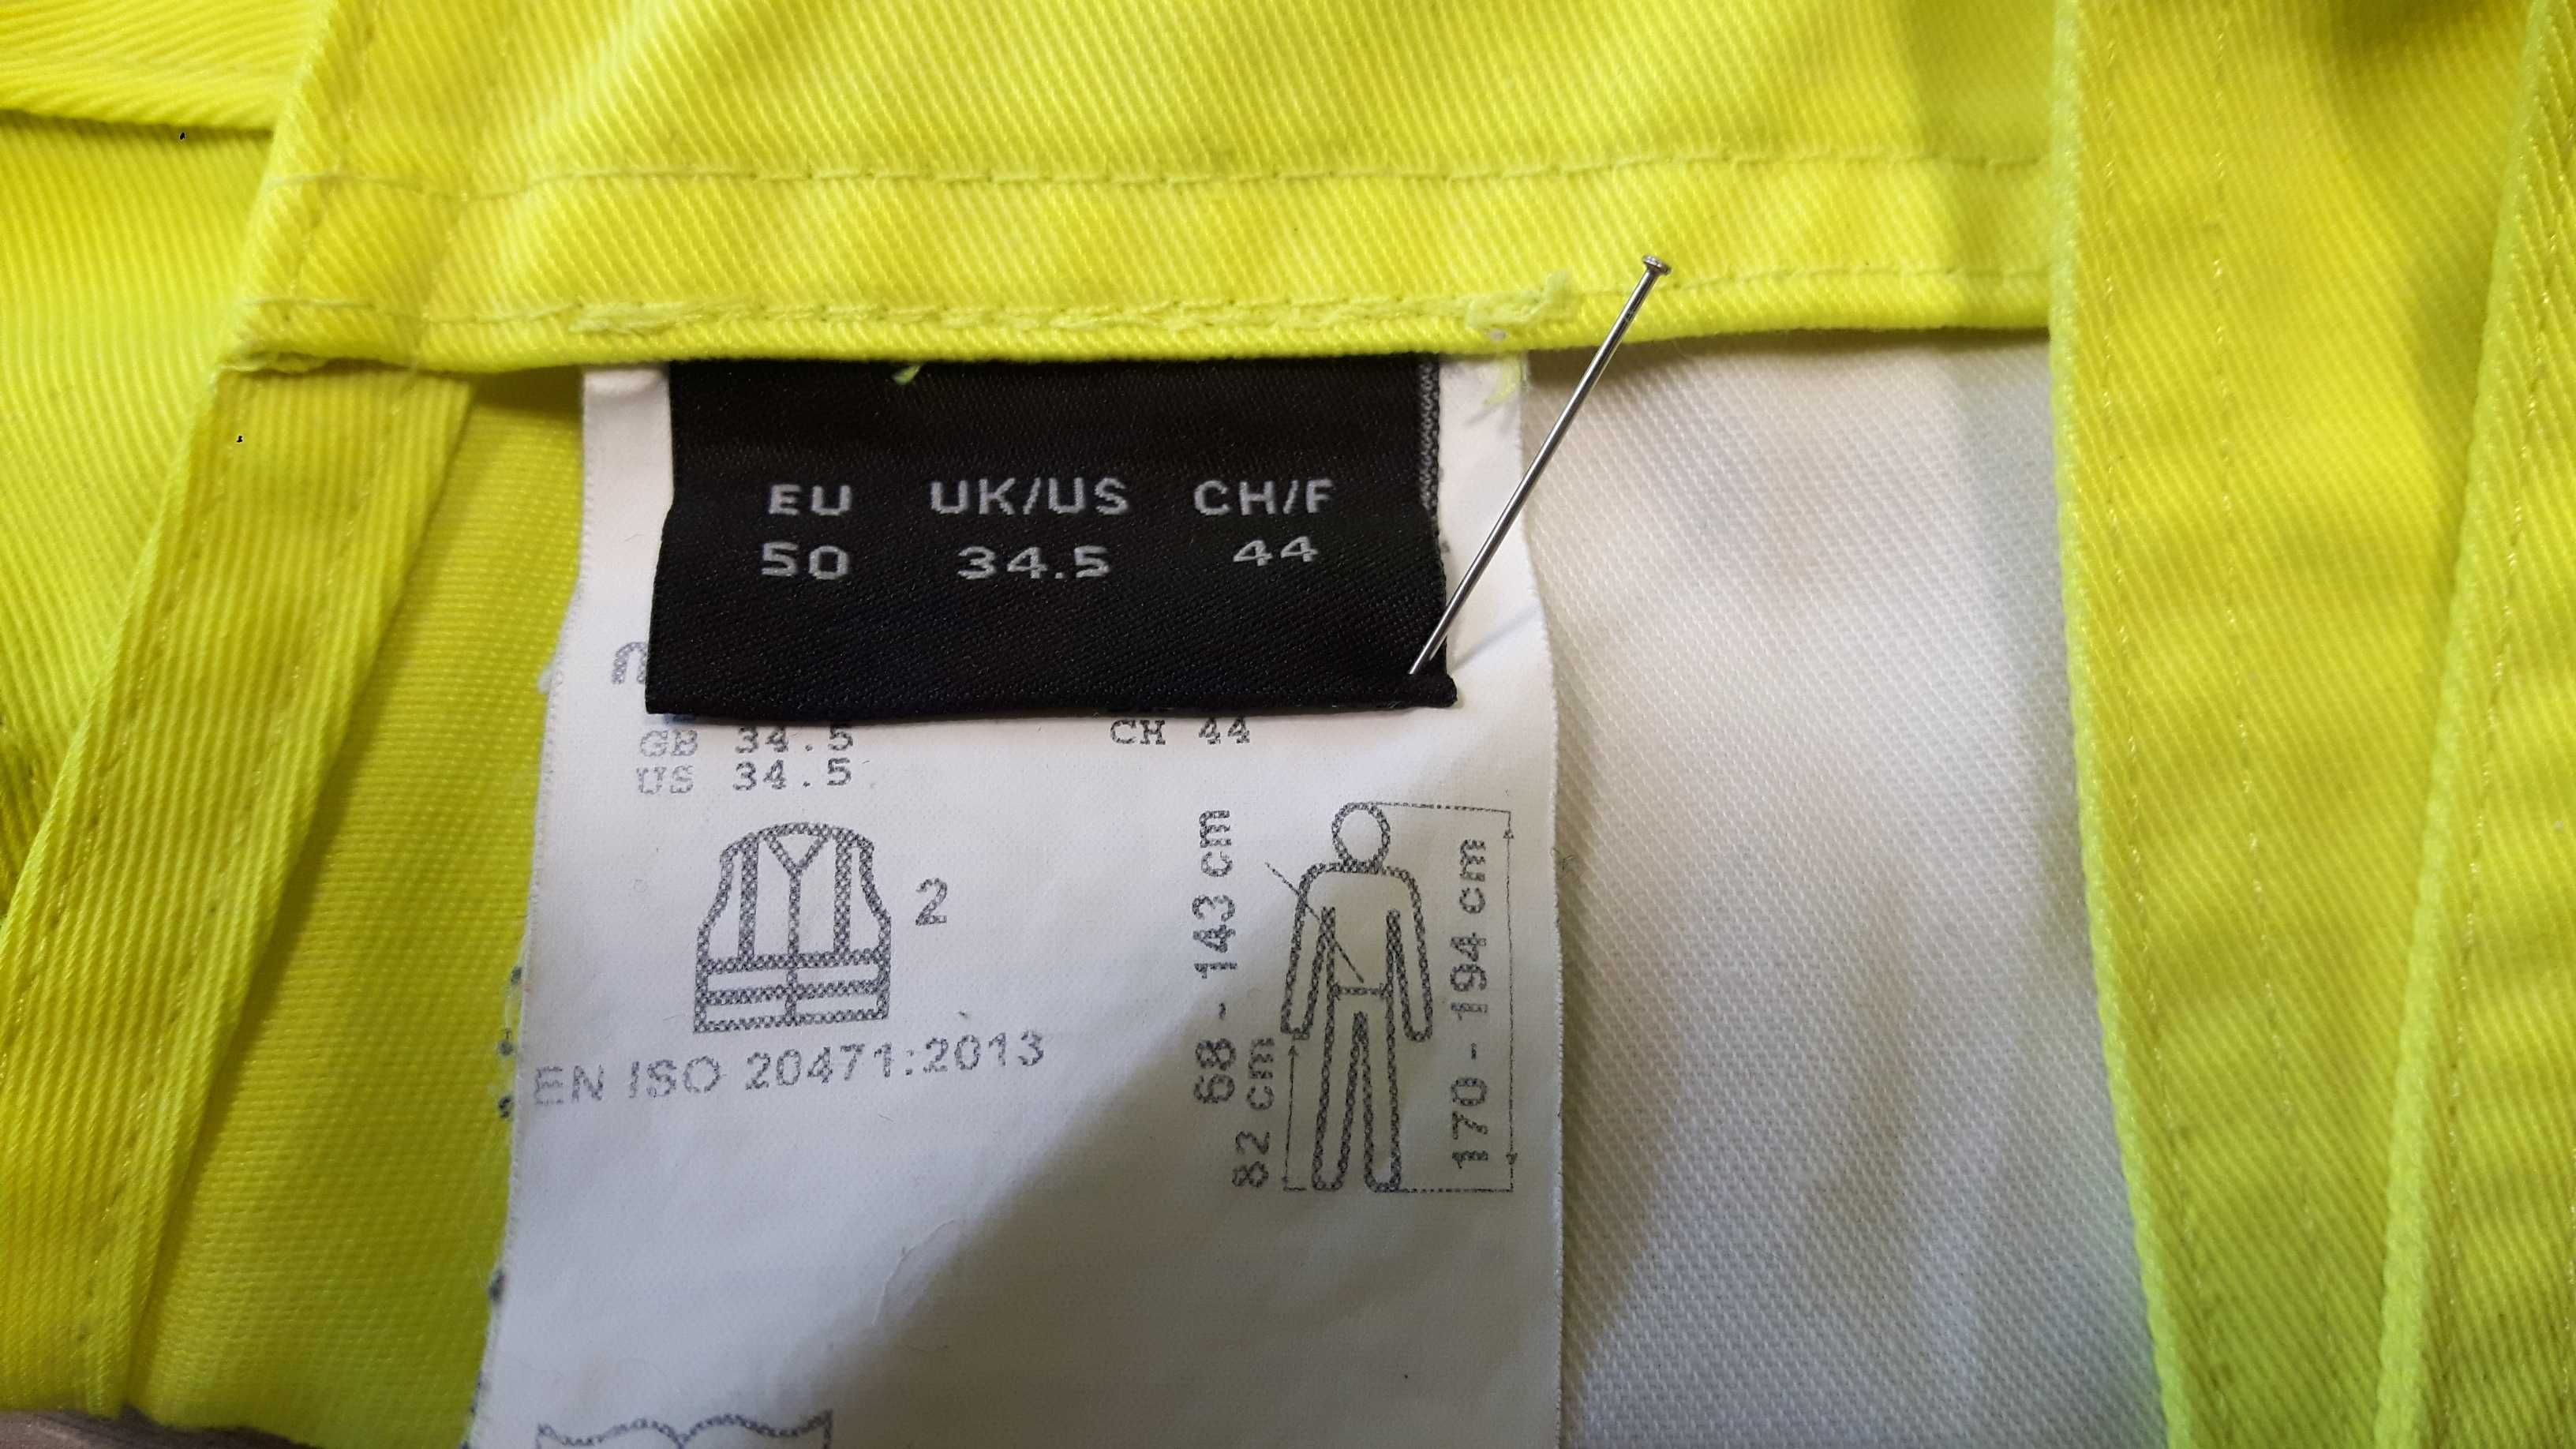 EU UK/US CH/F
50 34.5 44
GB 34.5 CH 44
US 34.5
2
EN ISO 20471:2013
68 - 143 cm
82 cm
170 - 194 cm